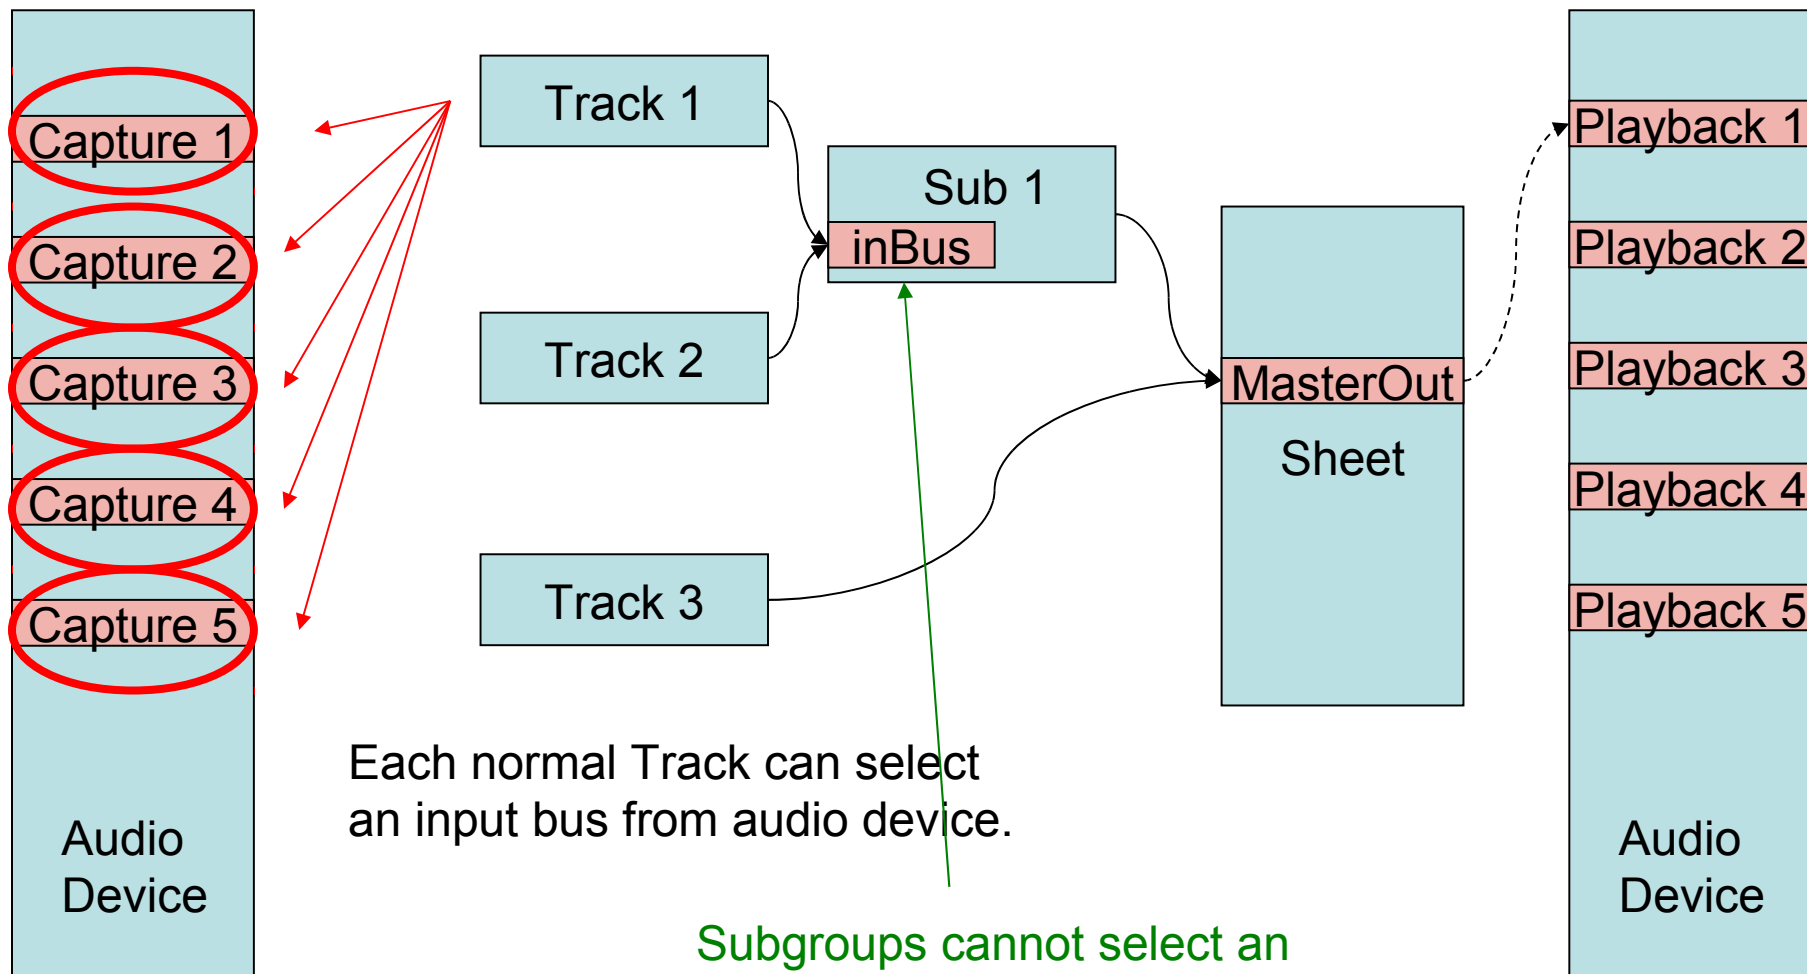 Capture 1
Capture 2
Capture 3
Capture 4
Capture 5
Audio
Device
Track 1
Track 2
Track 3
Sub 1
inBus
MasterOut
Sheet
Playback 1
Playback 2
Playback 3
Playback 4
Playback 5
Audio
Device
Each normal Track can select
an input bus from audio device.
Subgroups cannot select an